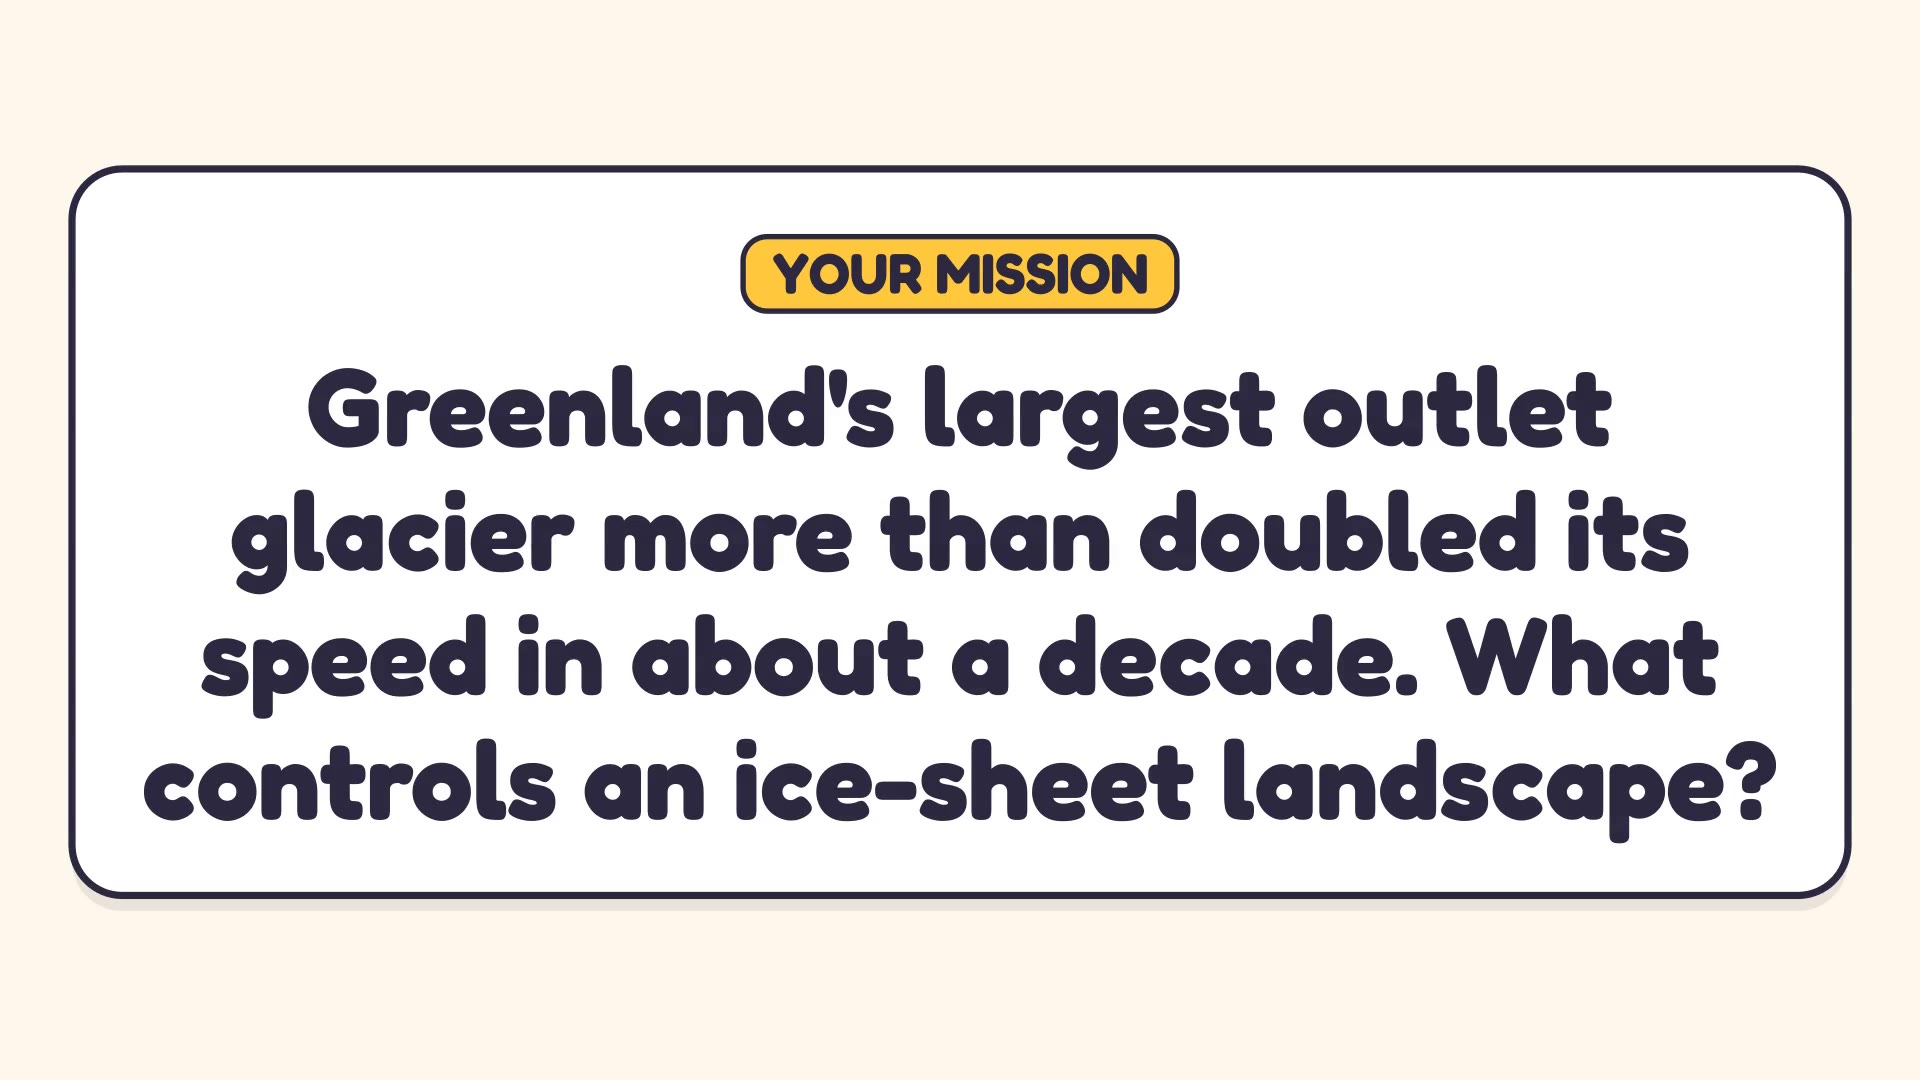 YOUR MISSION
Greenland's largest outlet
glacier more than doubled its
speed in about a decade. What
controls an ice-sheet landscape?